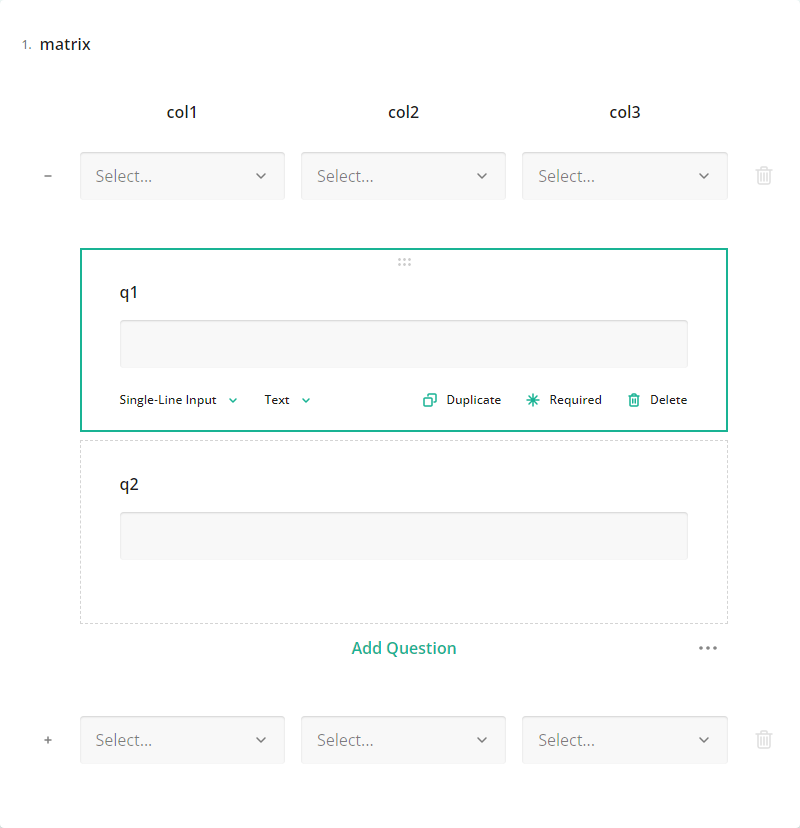 1. matrix
col1 col2 col3
− Select... Select... Select...
q1
Single-Line Input Text Duplicate Required Delete
q2
Add Question
+ Select... Select... Select...